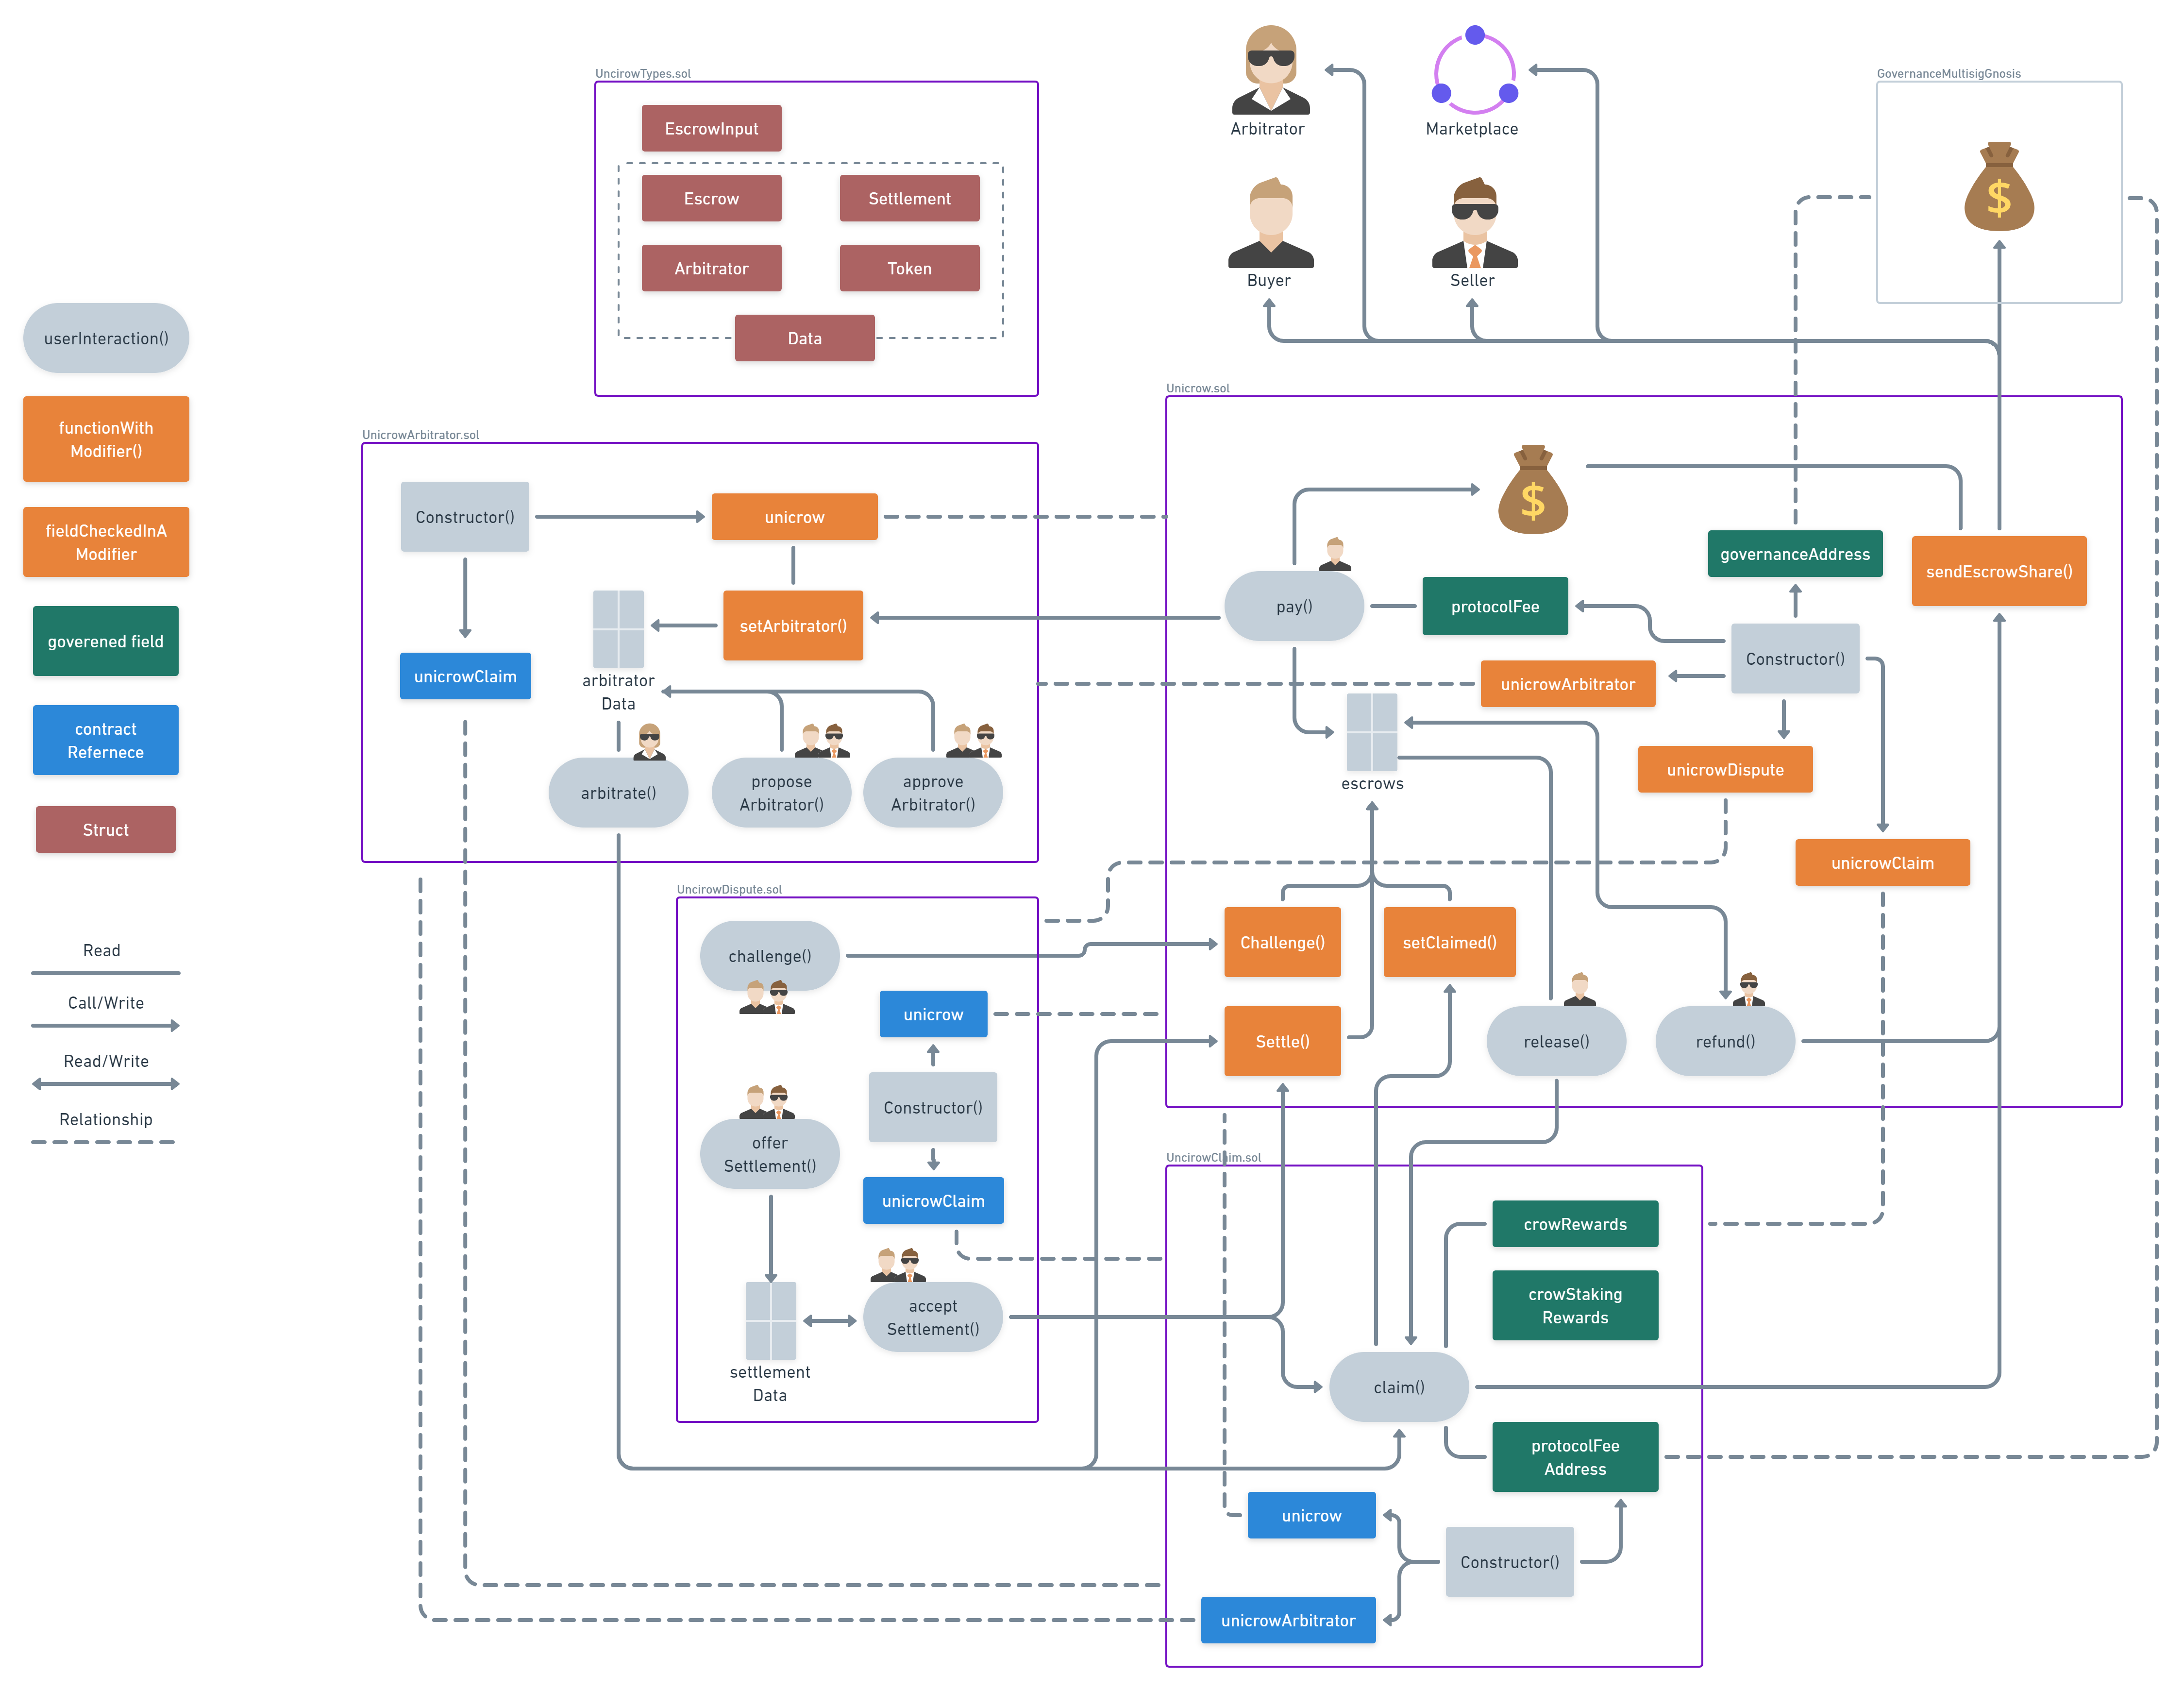 userInteraction()
functionWith
Modifier()
fieldCheckedInA
Modifier
goverened field
contract
Refernece
Struct
Read
Call/Write
Read/Write
Relationship
UncirowTypes.sol
EscrowInput
Escrow
Settlement
Arbitrator
Token
Data
Arbitrator
Marketplace
Buyer
Seller
GovernanceMultisigGnosis
$
UnicrowArbitrator.sol
Constructor()
unicrow
setArbitrator()
unicrowClaim
arbitrator
Data
arbitrate()
propose
Arbitrator()
approve
Arbitrator()
Unicrow.sol
$
pay()
protocolFee
governanceAddress
sendEscrowShare()
Constructor()
unicrowArbitrator
unicrowDispute
unicrowClaim
escrows
Challenge()
setClaimed()
Settle()
release()
refund()
UncirowDispute.sol
challenge()
unicrow
Constructor()
offer
Settlement()
unicrowClaim
accept
Settlement()
settlement
Data
UncirowClaim.sol
crowRewards
crowStaking
Rewards
claim()
protocolFee
Address
unicrow
Constructor()
unicrowArbitrator